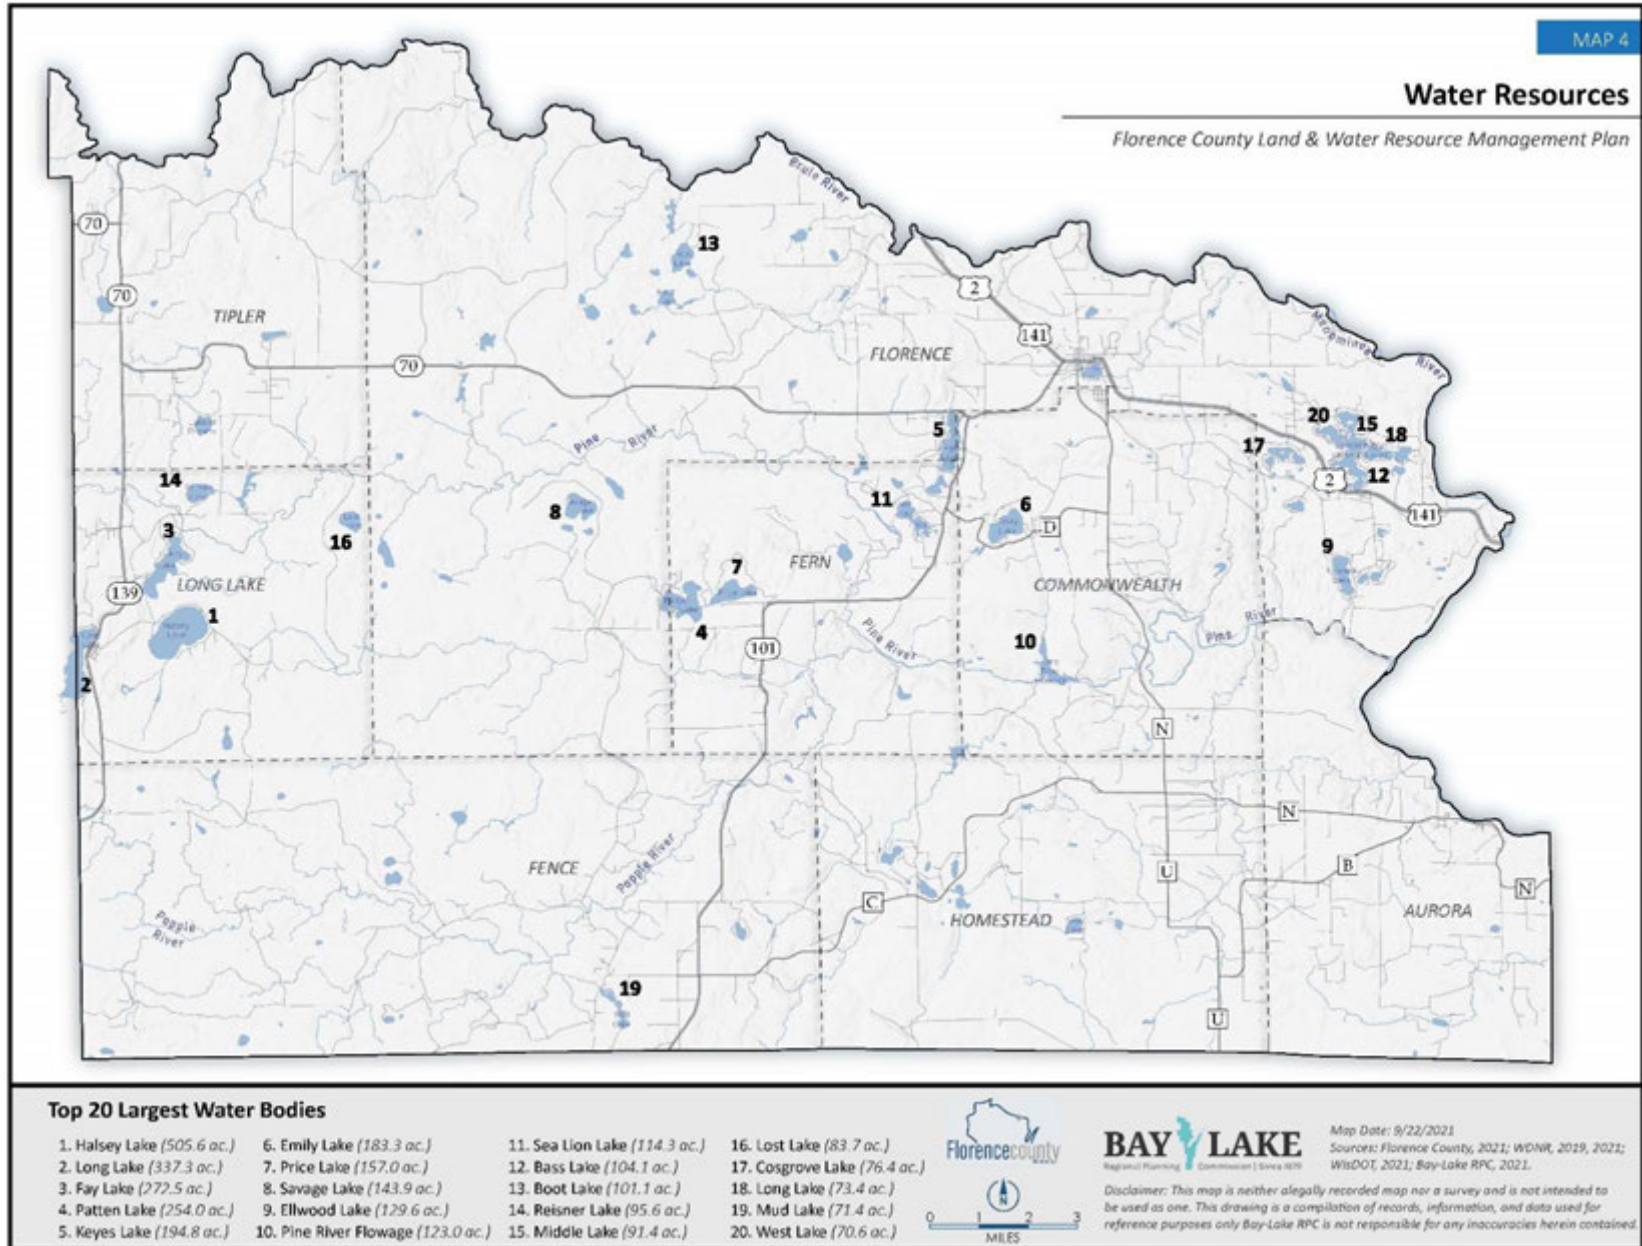 MAP 4
Water Resources
Florence County Land & Water Resource Management Plan
Brule River
70
13
70
2
TIPLER
Menominee River
141
FLORENCE
70
20
15
5
Pine River
18
17
14
12
2
11
6
8
141
3
D
16
9
7
FERN
LONG LAKE
COMMONWEALTH
139
1
Pine River
4
Pine River
10
101
2
N
N
FENCE
Popple River
B
U
N
C
AURORA
HOMESTEAD
Popple River
19
U
Top 20 Largest Water Bodies
1. Halsey Lake (505.6 ac.)
2. Long Lake (337.3 ac.)
3. Fay Lake (272.5 ac.)
4. Patten Lake (254.0 ac.)
5. Keyes Lake (194.8 ac.)
6. Emily Lake (183.3 ac.)
7. Price Lake (157.0 ac.)
8. Savage Lake (143.9 ac.)
9. Ellwood Lake (129.6 ac.)
10. Pine River Flowage (123.0 ac.)
11. Sea Lion Lake (114.3 ac.)
12. Bass Lake (104.1 ac.)
13. Boot Lake (101.1 ac.)
14. Reisner Lake (95.6 ac.)
15. Middle Lake (91.4 ac.)
16. Lost Lake (83.7 ac.)
17. Cosgrove Lake (76.4 ac.)
18. Long Lake (73.4 ac.)
19. Mud Lake (71.4 ac.)
20. West Lake (70.6 ac.)
Florencecounty
N
0 1 2 3
MILES
BAY LAKE
Regional Planning Commission | Since 1972
Map Date: 9/22/2021
Sources: Florence County, 2021; WDNR, 2019, 2021;
WisDOT, 2021; Bay-Lake RPC, 2021.
Disclaimer: This map is neither alegally recorded map nor a survey and is not intended to
be used as one. This drawing is a compilation of records, information, and data used for
reference purposes only Bay-Lake RPC is not responsible for any inaccuracies herein contained.